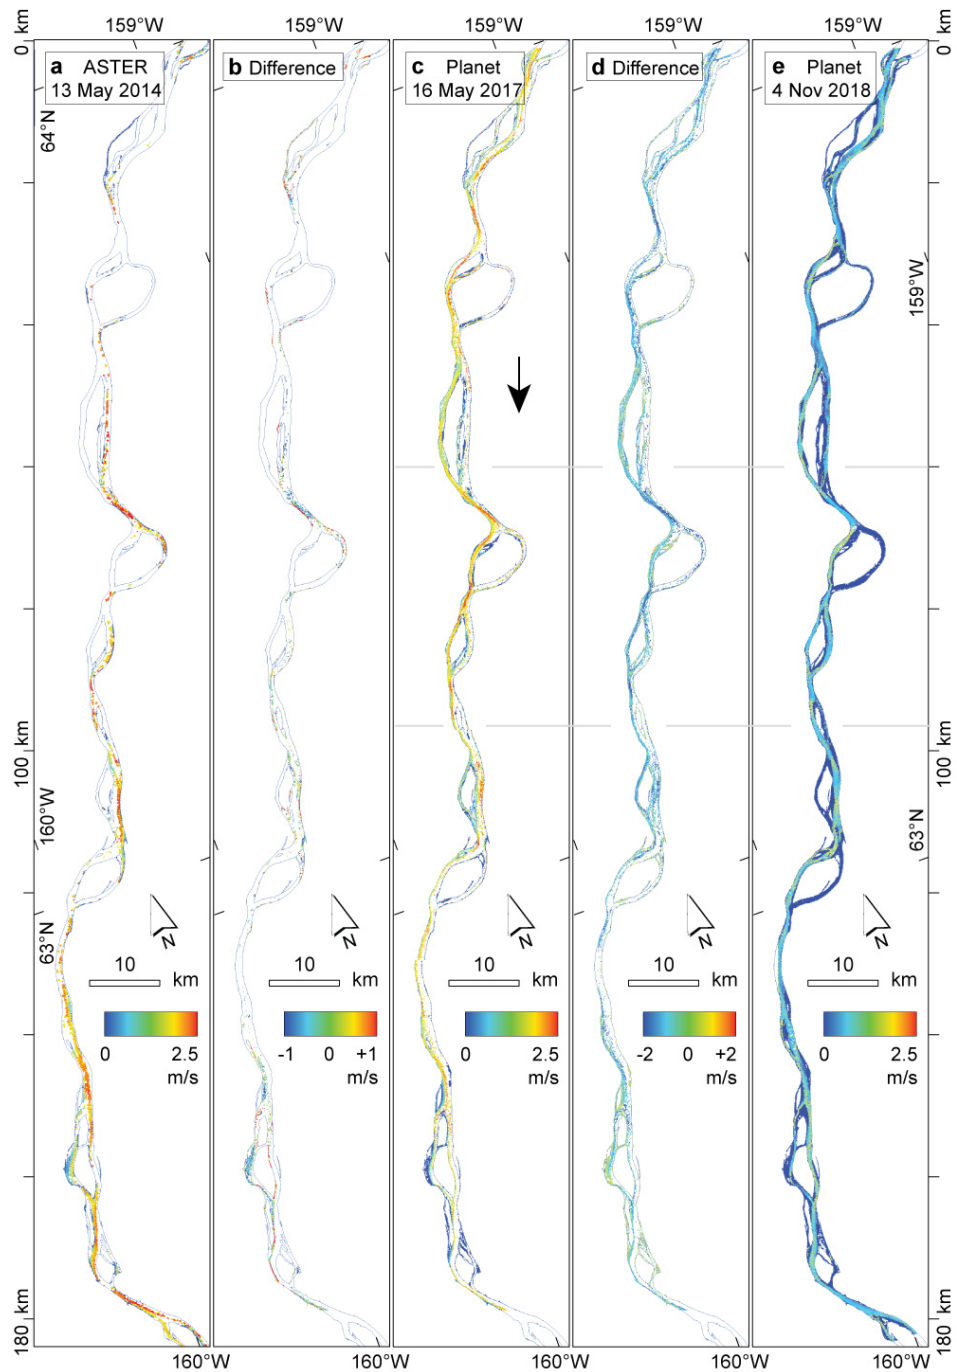 159°W 159°W 159°W 159°W 159°W
0 km
0 km
a ASTER
13 May 2014
b Difference
c Planet
16 May 2017
d Difference
e Planet
4 Nov 2018
64°N
159°W
100 km
100 km
160°W
63°N
63°N
N N N N N
10 km
10 km
10 km
10 km
10 km
0 2.5
m/s
-1 0 +1
m/s
0 2.5
m/s
-2 0 +2
m/s
0 2.5
m/s
180 km
180 km
160°W 160°W 160°W 160°W 160°W